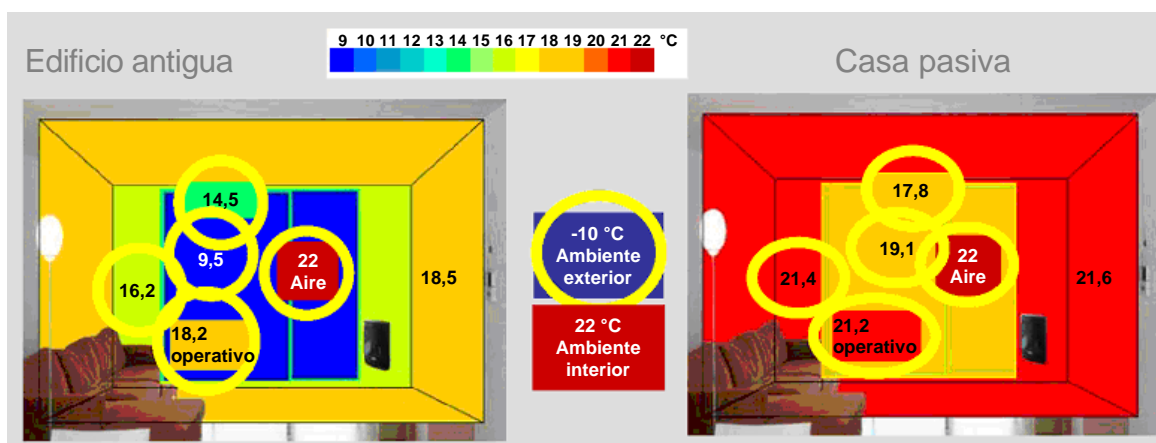 9 10 11 12 13 14 15 16 17 18 19 20 21 22 °C
Edificio antigua
Casa pasiva
14,5
9,5
22
Aire
16,2
18,5
18,2
operativo
-10 °C
Ambiente
exterior
22 °C
Ambiente
interior
17,8
19,1
22
Aire
21,4
21,6
21,2
operativo